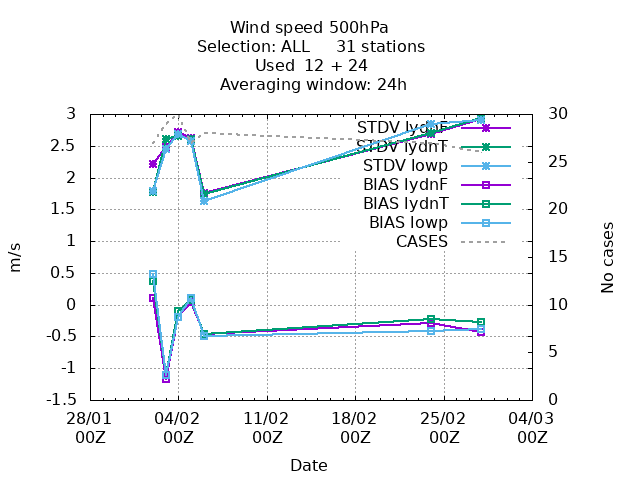 Wind speed 500hPa
Selection: ALL 31 stations
Used 12 + 24
Averaging window: 24h
3
2.5
2
1.5
1
0.5
0
-0.5
-1
-1.5
m/s
30
25
20
15
10
5
0
No cases
STDV lydnF
STDV lydnT
STDV lowp
BIAS lydnF
BIAS lydnT
BIAS lowp
CASES
28/01 04/02 11/02 18/02 25/02 04/03
00Z 00Z 00Z 00Z 00Z 00Z
Date